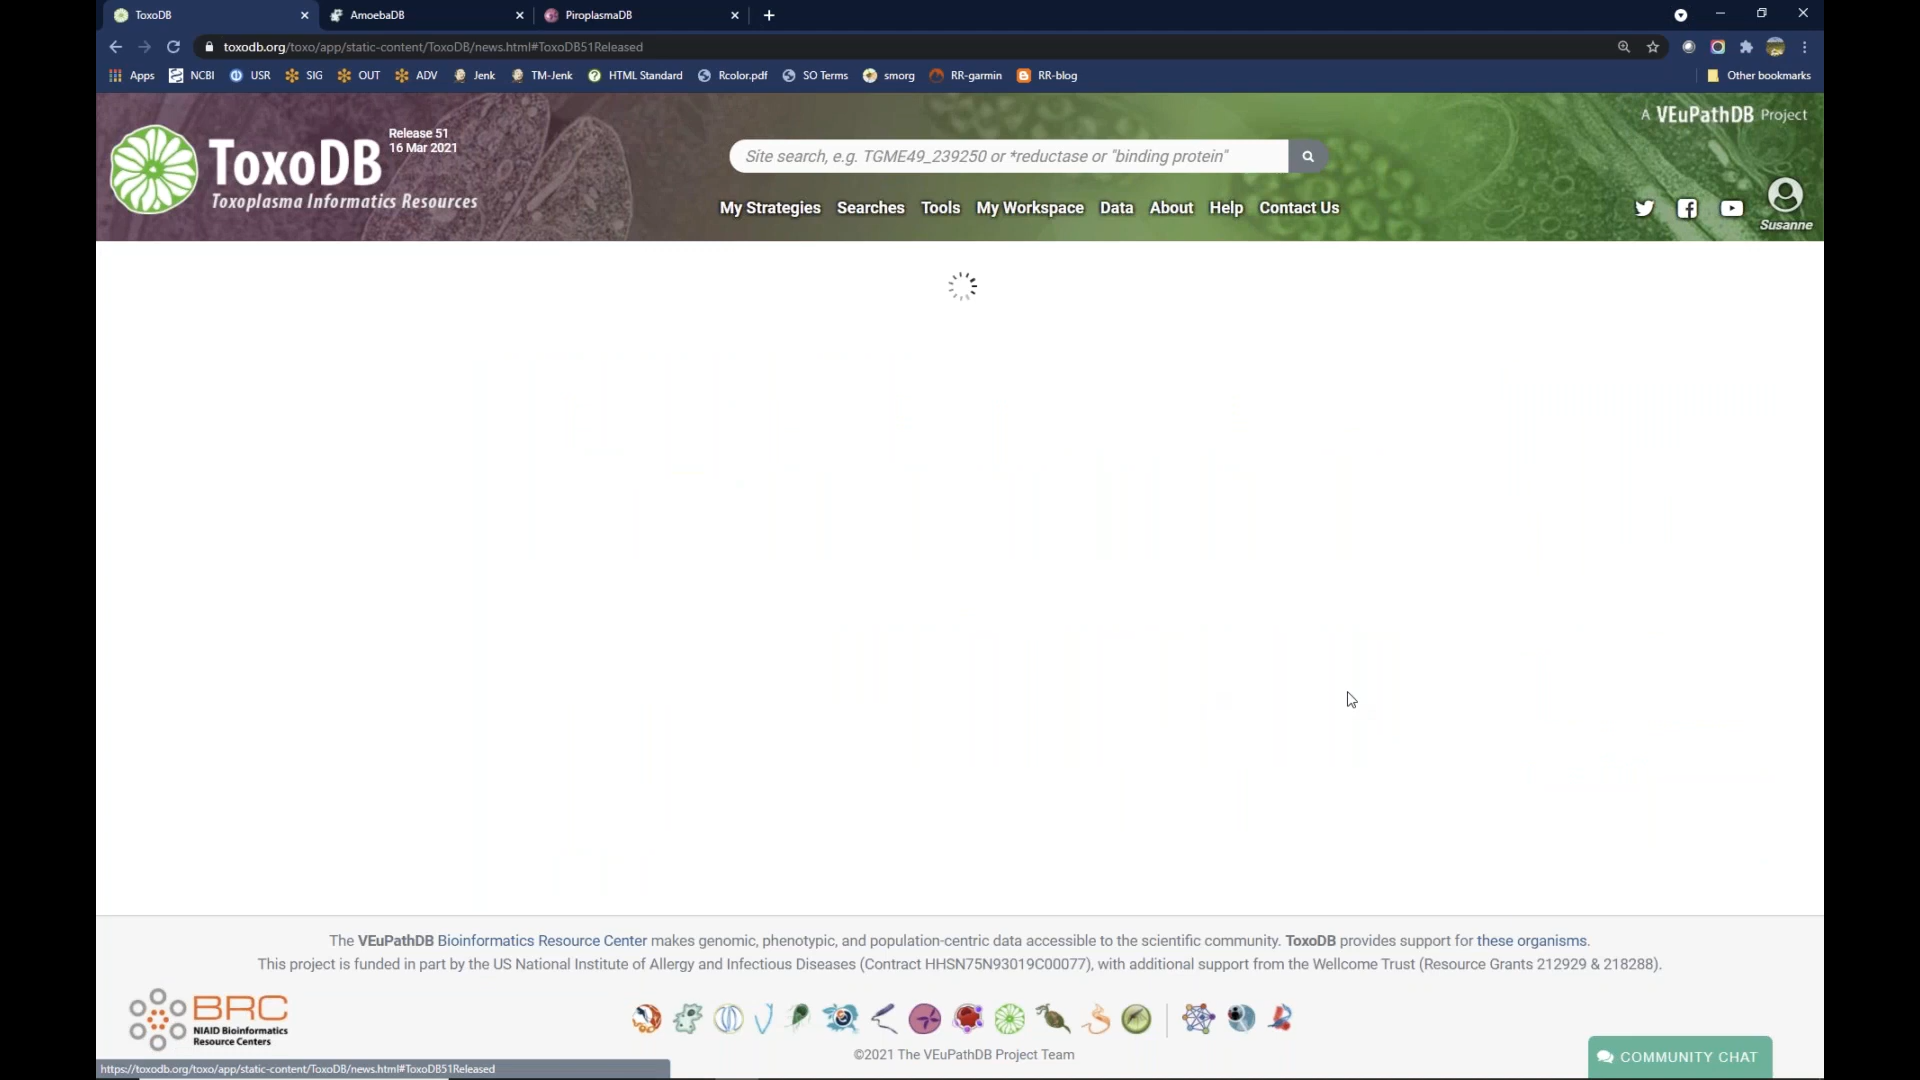 ToxoDB
AmoebaDB
PiroplasmaDB
toxodb.org/toxo/app/static-content/ToxoDB/news.html#ToxoDB51Released
Apps NCBI USR SIG OUT ADV Jenk TM-Jenk HTML Standard Rcolor.pdf SO Terms smorg RR-garmin RR-blog Other bookmarks
A VEuPathDB Project
ToxoDB
Release 51
16 Mar 2021
Toxoplasma Informatics Resources
Site search, e.g. TGME49_239250 or *reductase or "binding protein"
My Strategies Searches Tools My Workspace Data About Help Contact Us
Susanne
The VEuPathDB Bioinformatics Resource Center makes genomic, phenotypic, and population-centric data accessible to the scientific community. ToxoDB provides support for these organisms.
This project is funded in part by the US National Institute of Allergy and Infectious Diseases (Contract HHSN75N93019C00077), with additional support from the Wellcome Trust (Resource Grants 212929 & 218288).
BRC
NIAID Bioinformatics
Resource Centers
©2021 The VEuPathDB Project Team
COMMUNITY CHAT
https://toxodb.org/toxo/app/static-content/ToxoDB/news.html#ToxoDB51Released